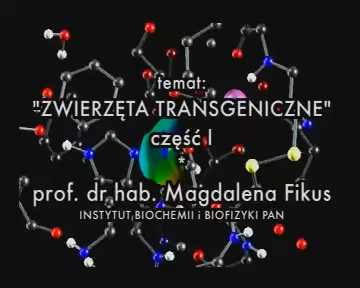 temat:
"ZWIERZĘTA TRANSGENICZNE"
część I
*
prof. dr hab. Magdalena Fikus
INSTYTUT BIOCHEMII i BIOFIZYKI PAN